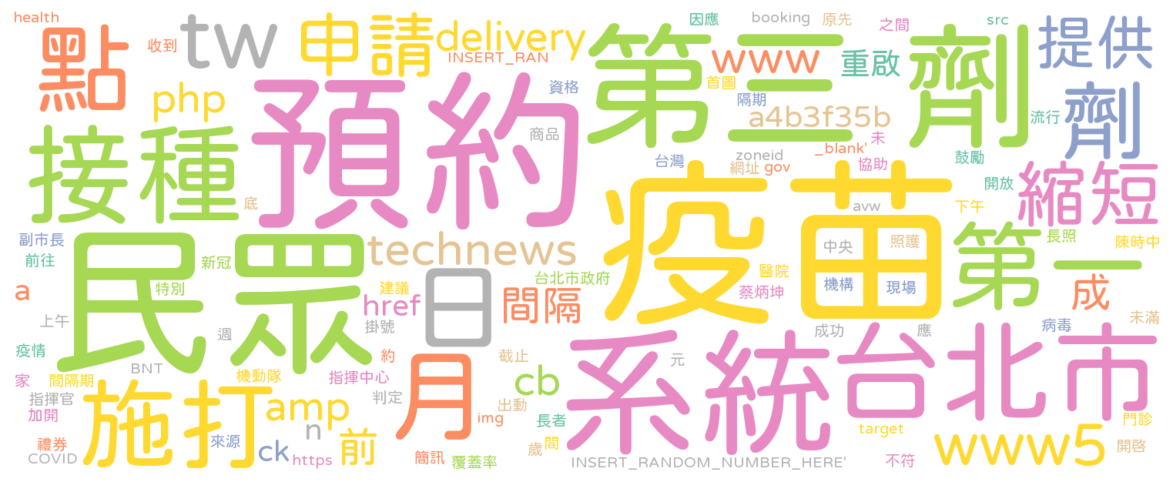 health
點
收到
tw
申請
delivery
INSERT_RAN
第三劑
www
因應
booking
原先
之間
src
重啟
提供
劑
php
預約
資格
商品
首圖
隔期
a4b3f35b
未
_blank'
流行
接種
底
台灣
zoneid
網址
gov
協助
鼓勵
開放
縮短
疫苗
avw
下午
副市長
前往
民眾
新冠
特別
technews
日
台北市政府
醫院
蔡炳坤
中央
照護
機構
現場
第一
長照
陳時中
a
上午
週
建議
href
掛號
間隔
成功
應
病毒
成
未滿
疫情
BNT
約
截止
元
系統
台北市
家
間隔期
機動隊
指揮中心
指揮官
加開
施打
判定
月
cb
出動
amp
img
長者
target
門診
禮券
COVID
來源
ck
n
https
前
簡訊
覆蓋率
歲
間
INSERT_RANDOM_NUMBER_HERE'
不符
www5
開啓